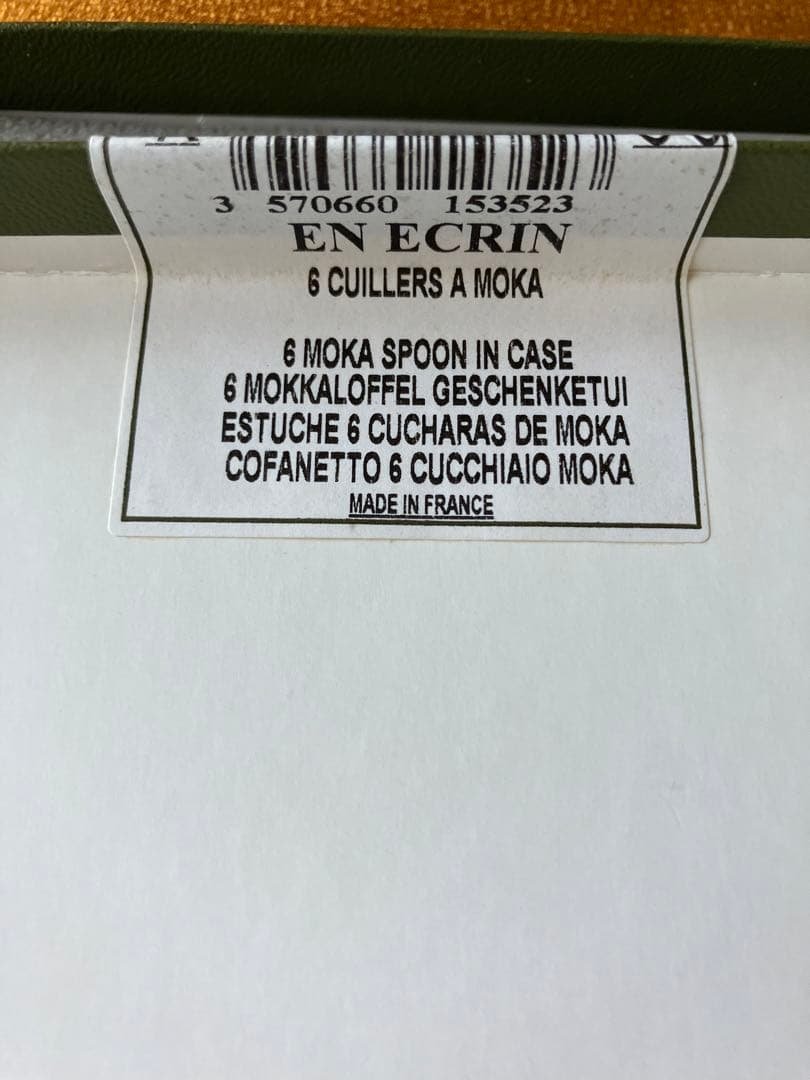 3 570660 153523
EN ECRIN
6 CUILLERS A MOKA
6 MOKA SPOON IN CASE
6 MOKKALOFFEL GESCHENKETUI
ESTUCHE 6 CUCHARAS DE MOKA
COFANETTO 6 CUCCHIAIO MOKA
MADE IN FRANCE